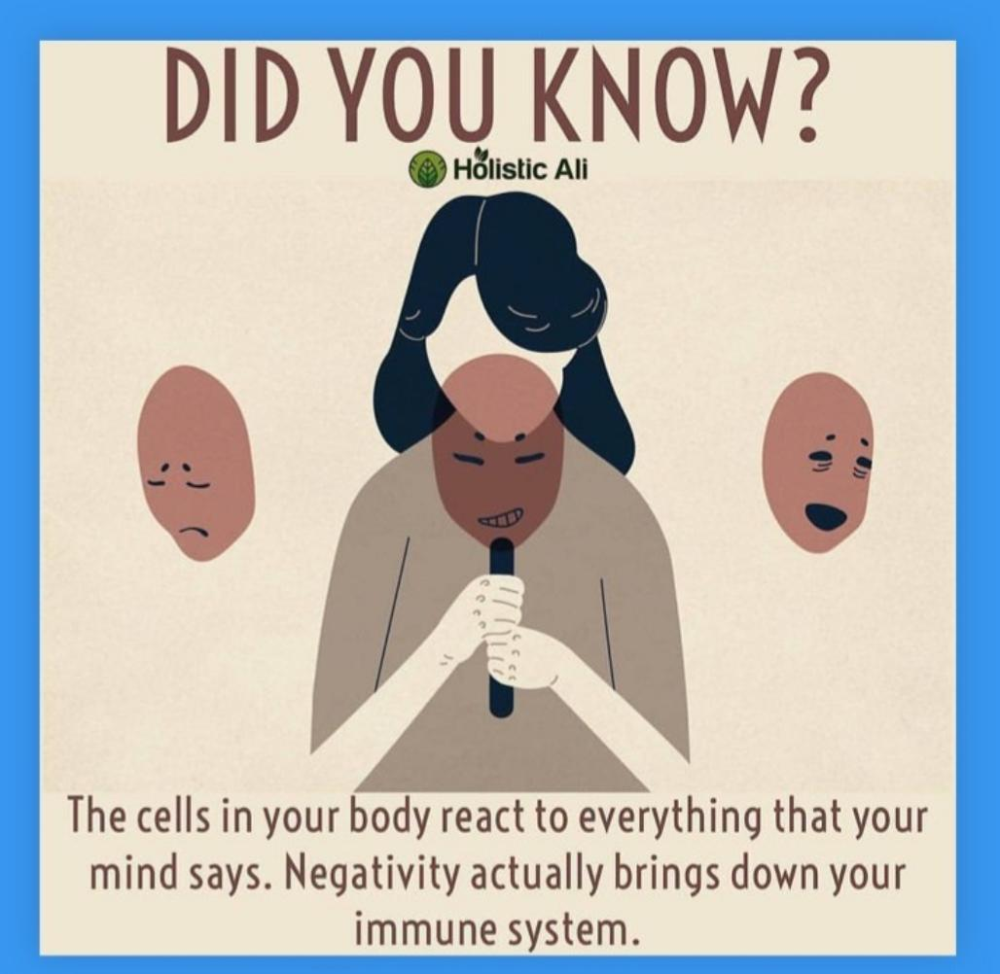 DID YOU KNOW?
Holistic Ali
The cells in your body react to everything that your
mind says. Negativity actually brings down your
immune system.